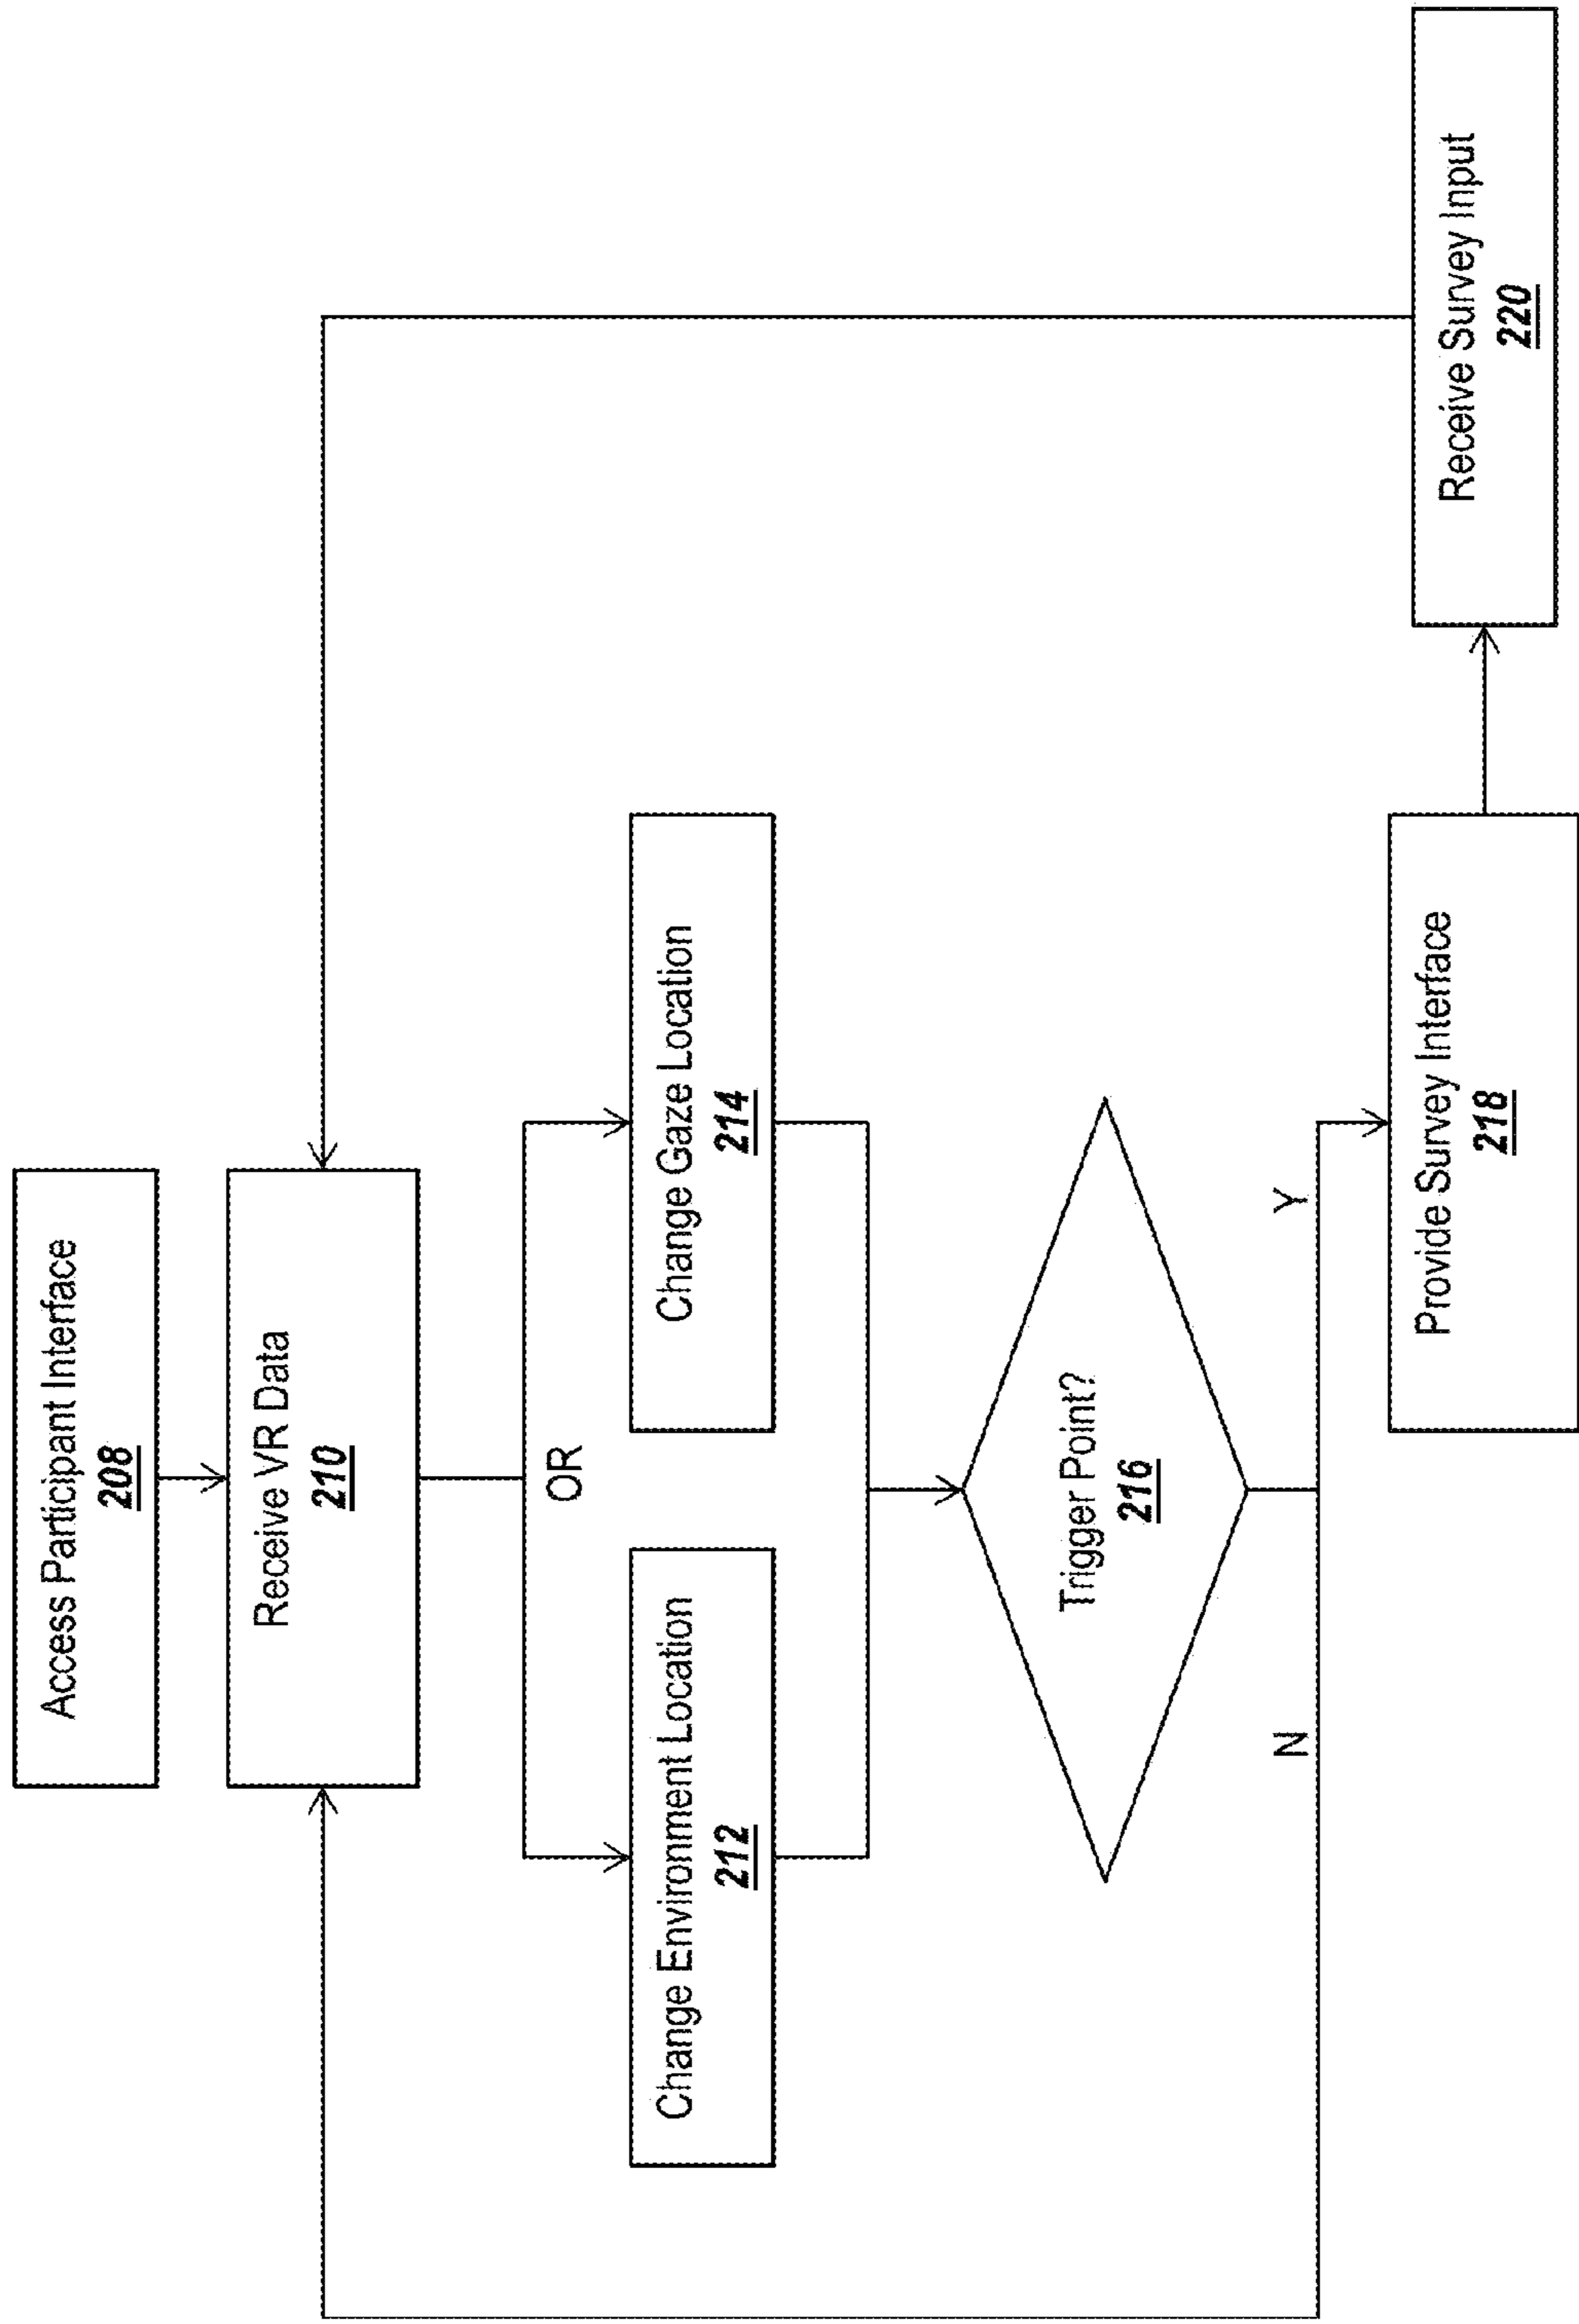 Access Participant Interface
208
Receive VR Data
210
OR
Change Environment Location
212
Change Gaze Location
214
Trigger Point?
216
N
Y
Provide Survey Interface
218
Receive Survey Input
220